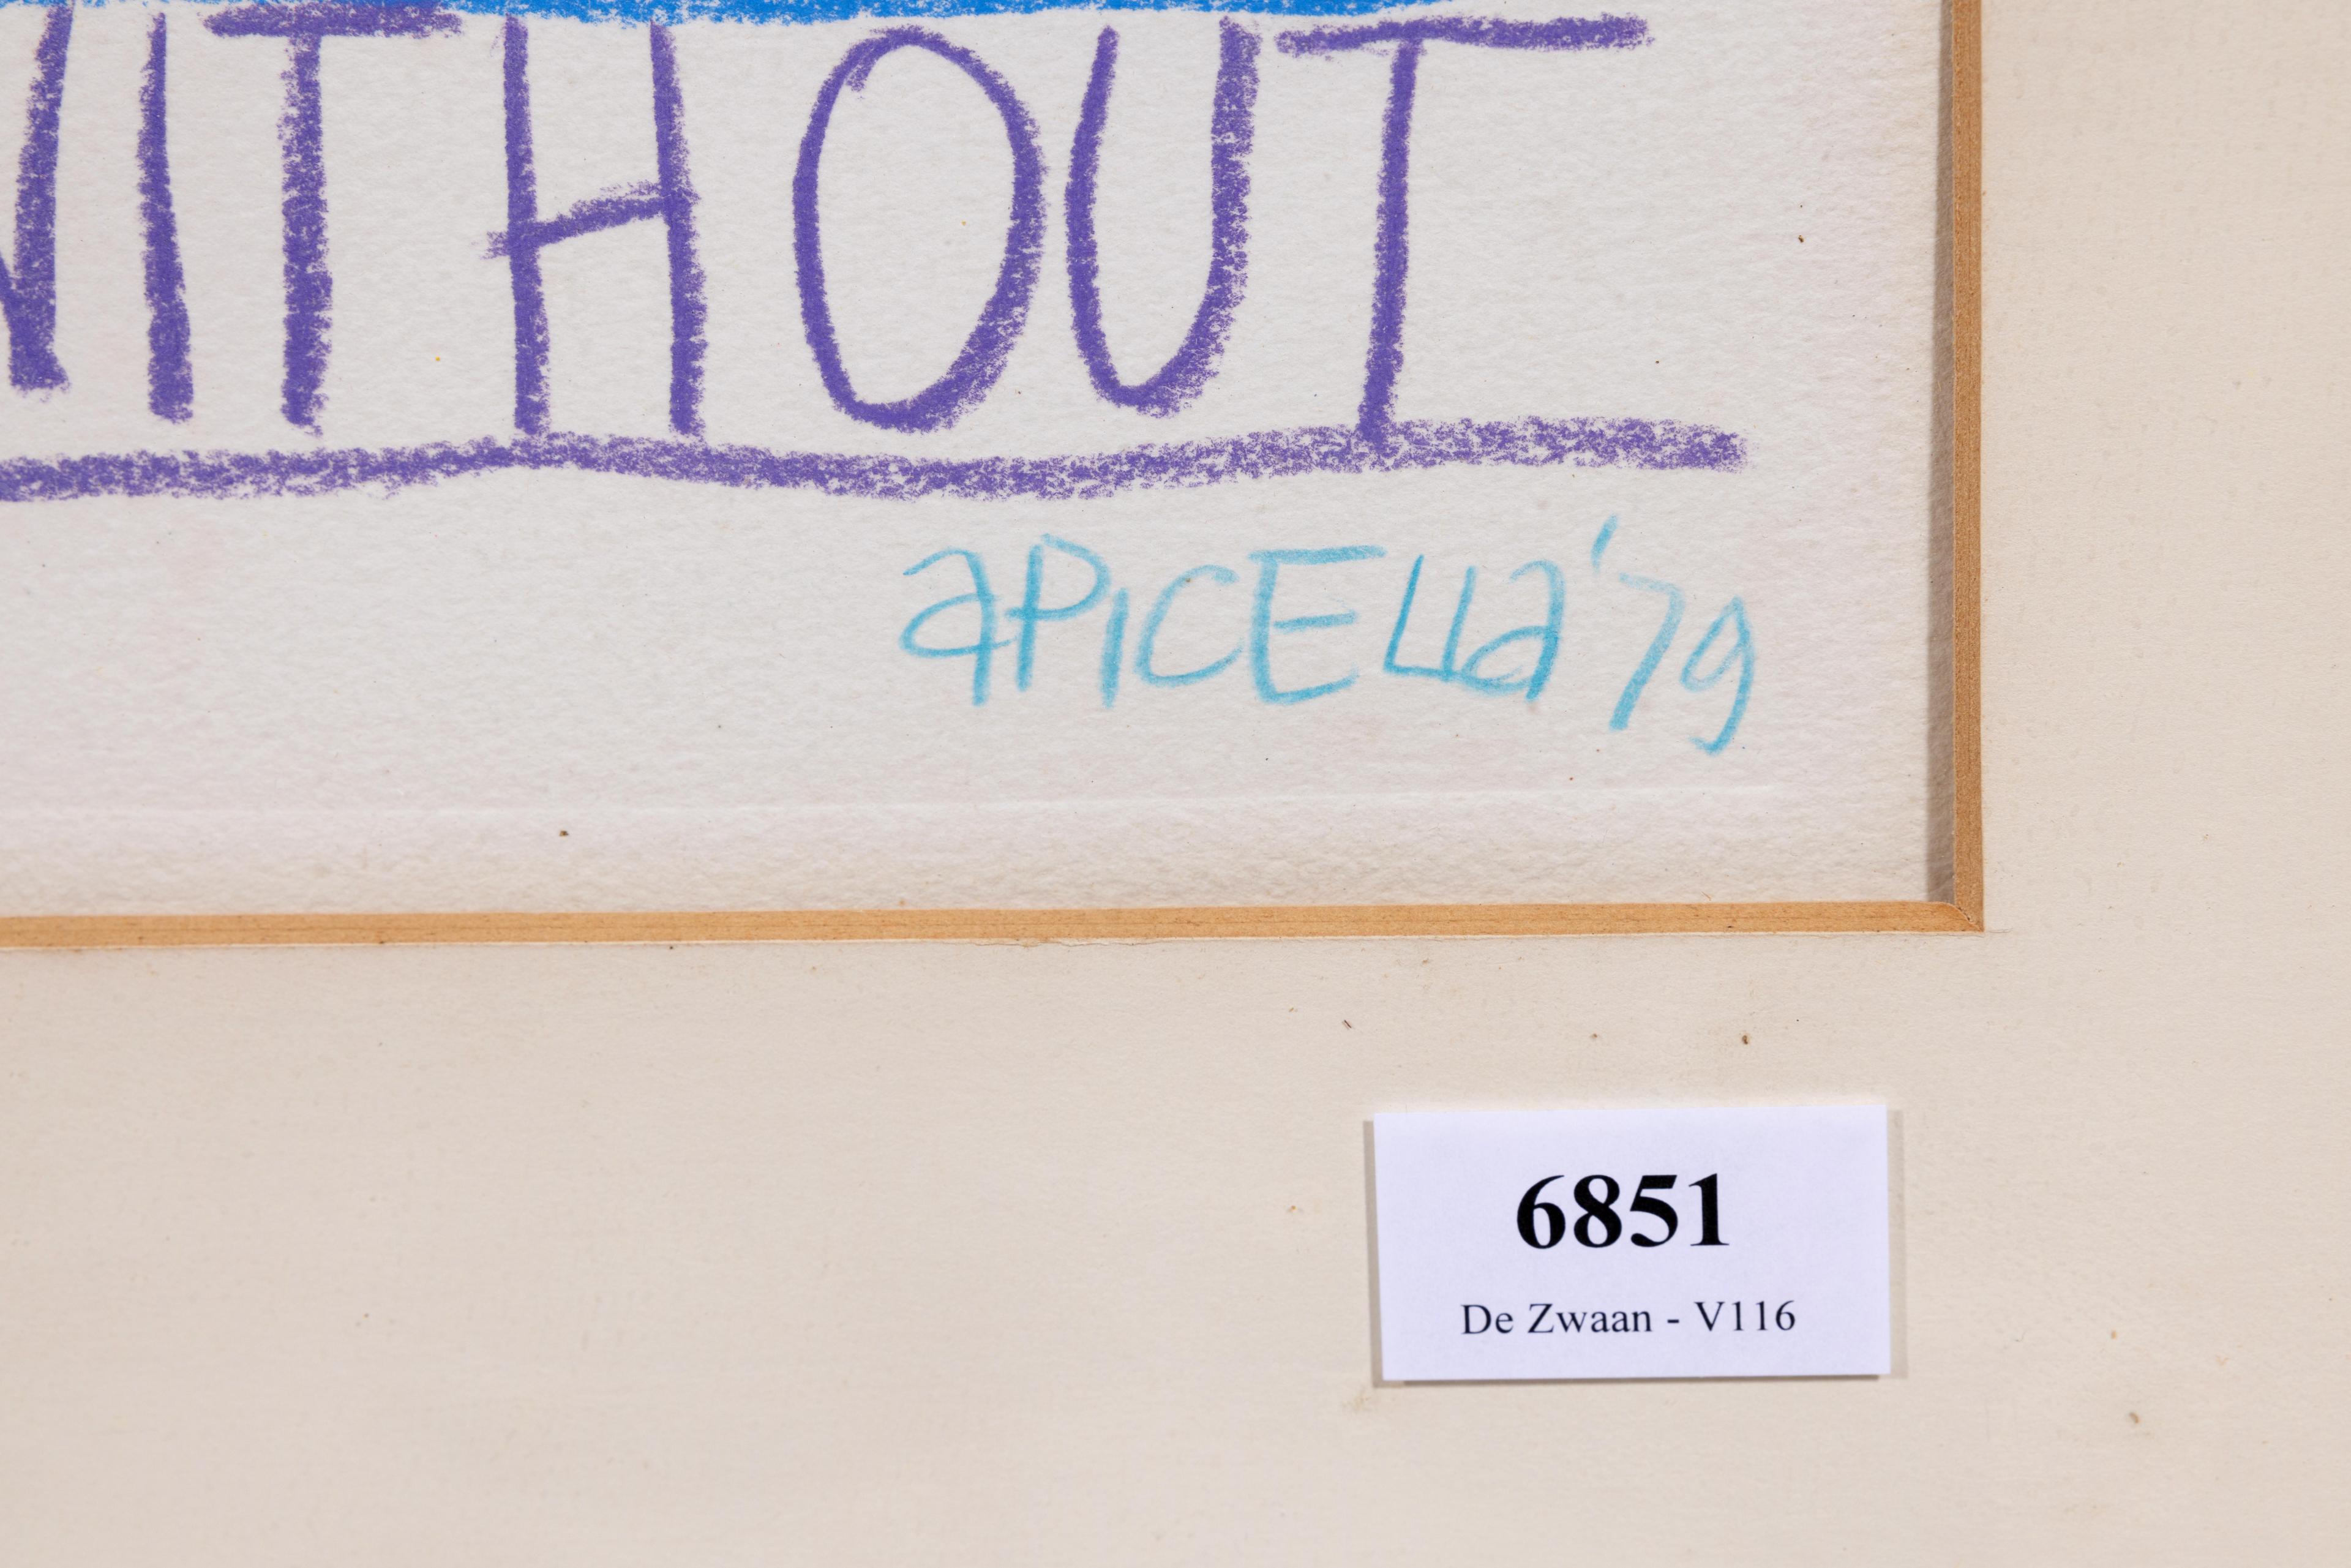 WITHOUT
APICElla '79
6851
De Zwaan - V116